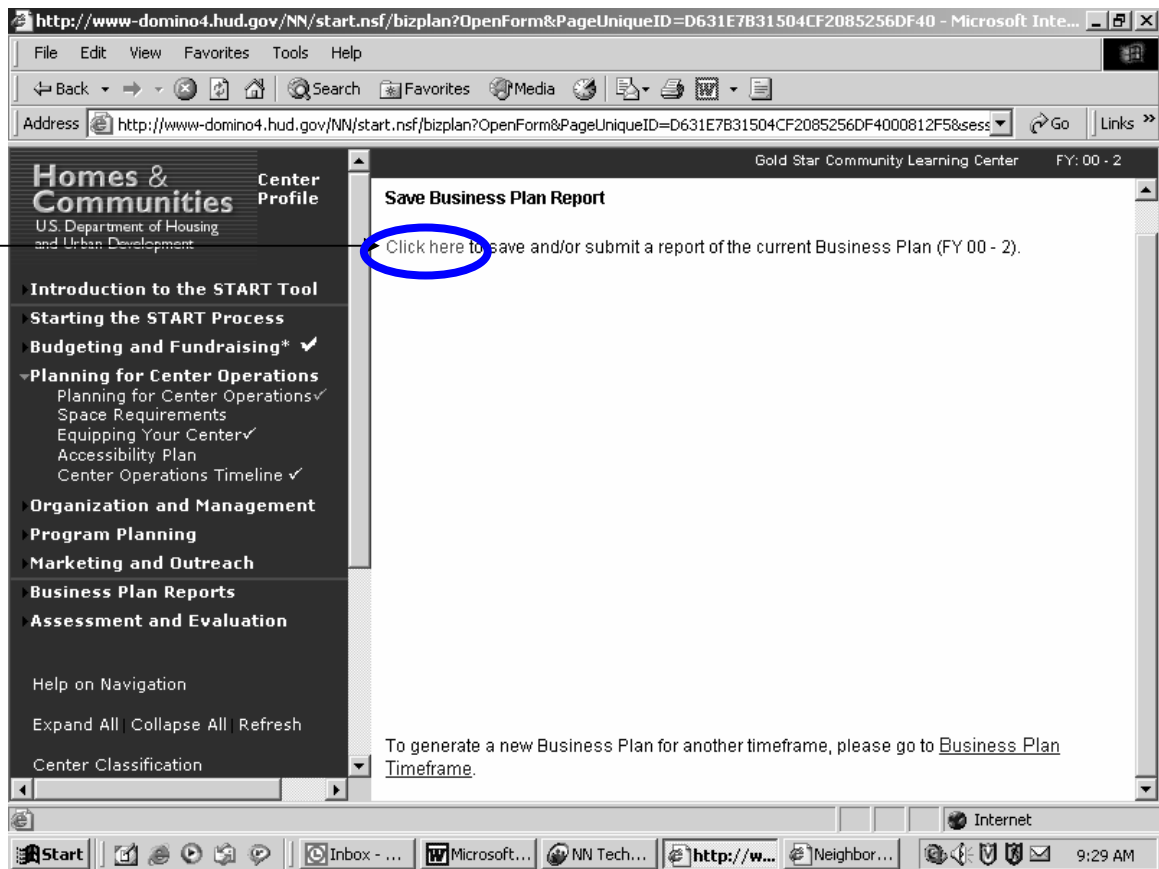 http://www-domino4.hud.gov/NN/start.nsf/bizplan?OpenForm&PageUniqueID=D631E7B31504CF2085256DF40 - Microsoft Inte...
File Edit View Favorites Tools Help
Back Search Favorites Media
Address http://www-domino4.hud.gov/NN/start.nsf/bizplan?OpenForm&PageUniqueID=D631E7B31504CF2085256DF4000812F5&sess Go Links »
Gold Star Community Learning Center FY: 00 - 2
Homes &
Communities
U.S. Department of Housing
and Urban Development
Center
Profile
Introduction to the START Tool
Starting the START Process
Budgeting and Fundraising* ✔
Planning for Center Operations
Planning for Center Operations✓
Space Requirements
Equipping Your Center✓
Accessibility Plan
Center Operations Timeline ✓
Organization and Management
Program Planning
Marketing and Outreach
Business Plan Reports
Assessment and Evaluation
Help on Navigation
Expand All | Collapse All | Refresh
Center Classification
Save Business Plan Report
Click here to save and/or submit a report of the current Business Plan (FY 00 - 2).
To generate a new Business Plan for another timeframe, please go to Business Plan
Timeframe.
Internet
Start Inbox - ... Microsoft... NN Tech... http://w... Neighbor... 9:29 AM